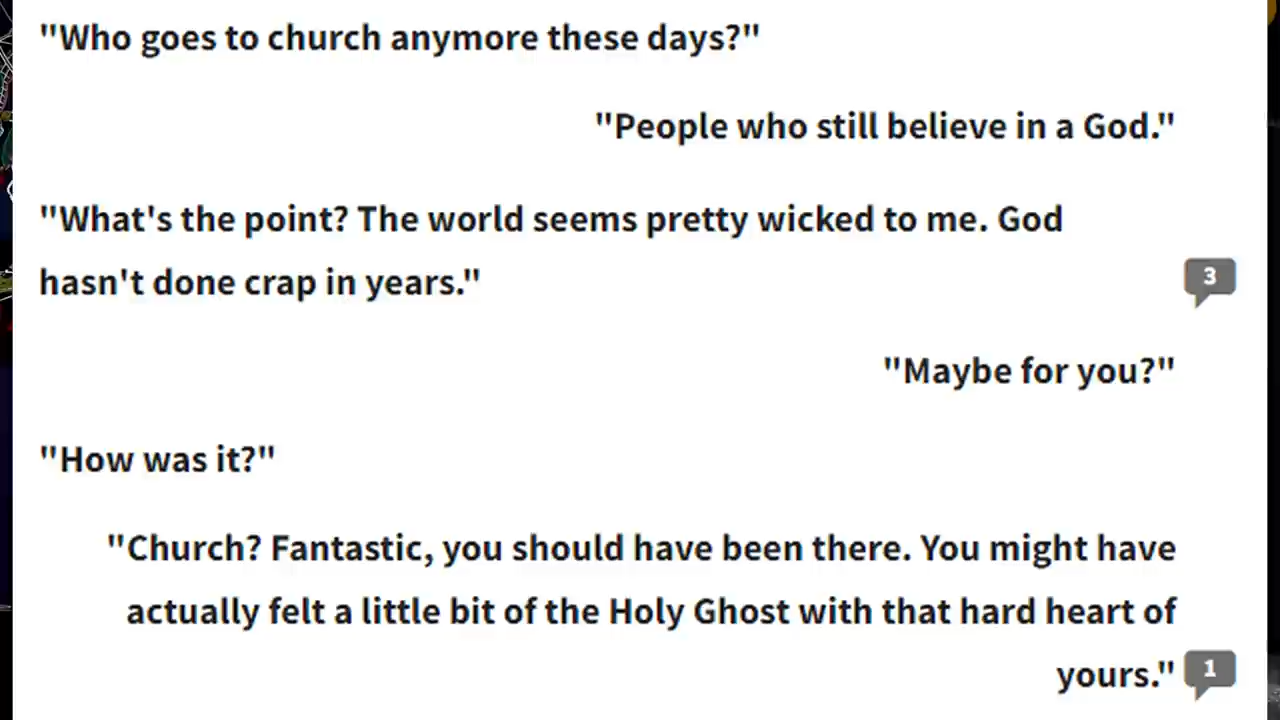 "Who goes to church anymore these days?"
"People who still believe in a God."
"What's the point? The world seems pretty wicked to me. God
hasn't done crap in years."
3
"Maybe for you?"
"How was it?"
"Church? Fantastic, you should have been there. You might have
actually felt a little bit of the Holy Ghost with that hard heart of
yours."
1